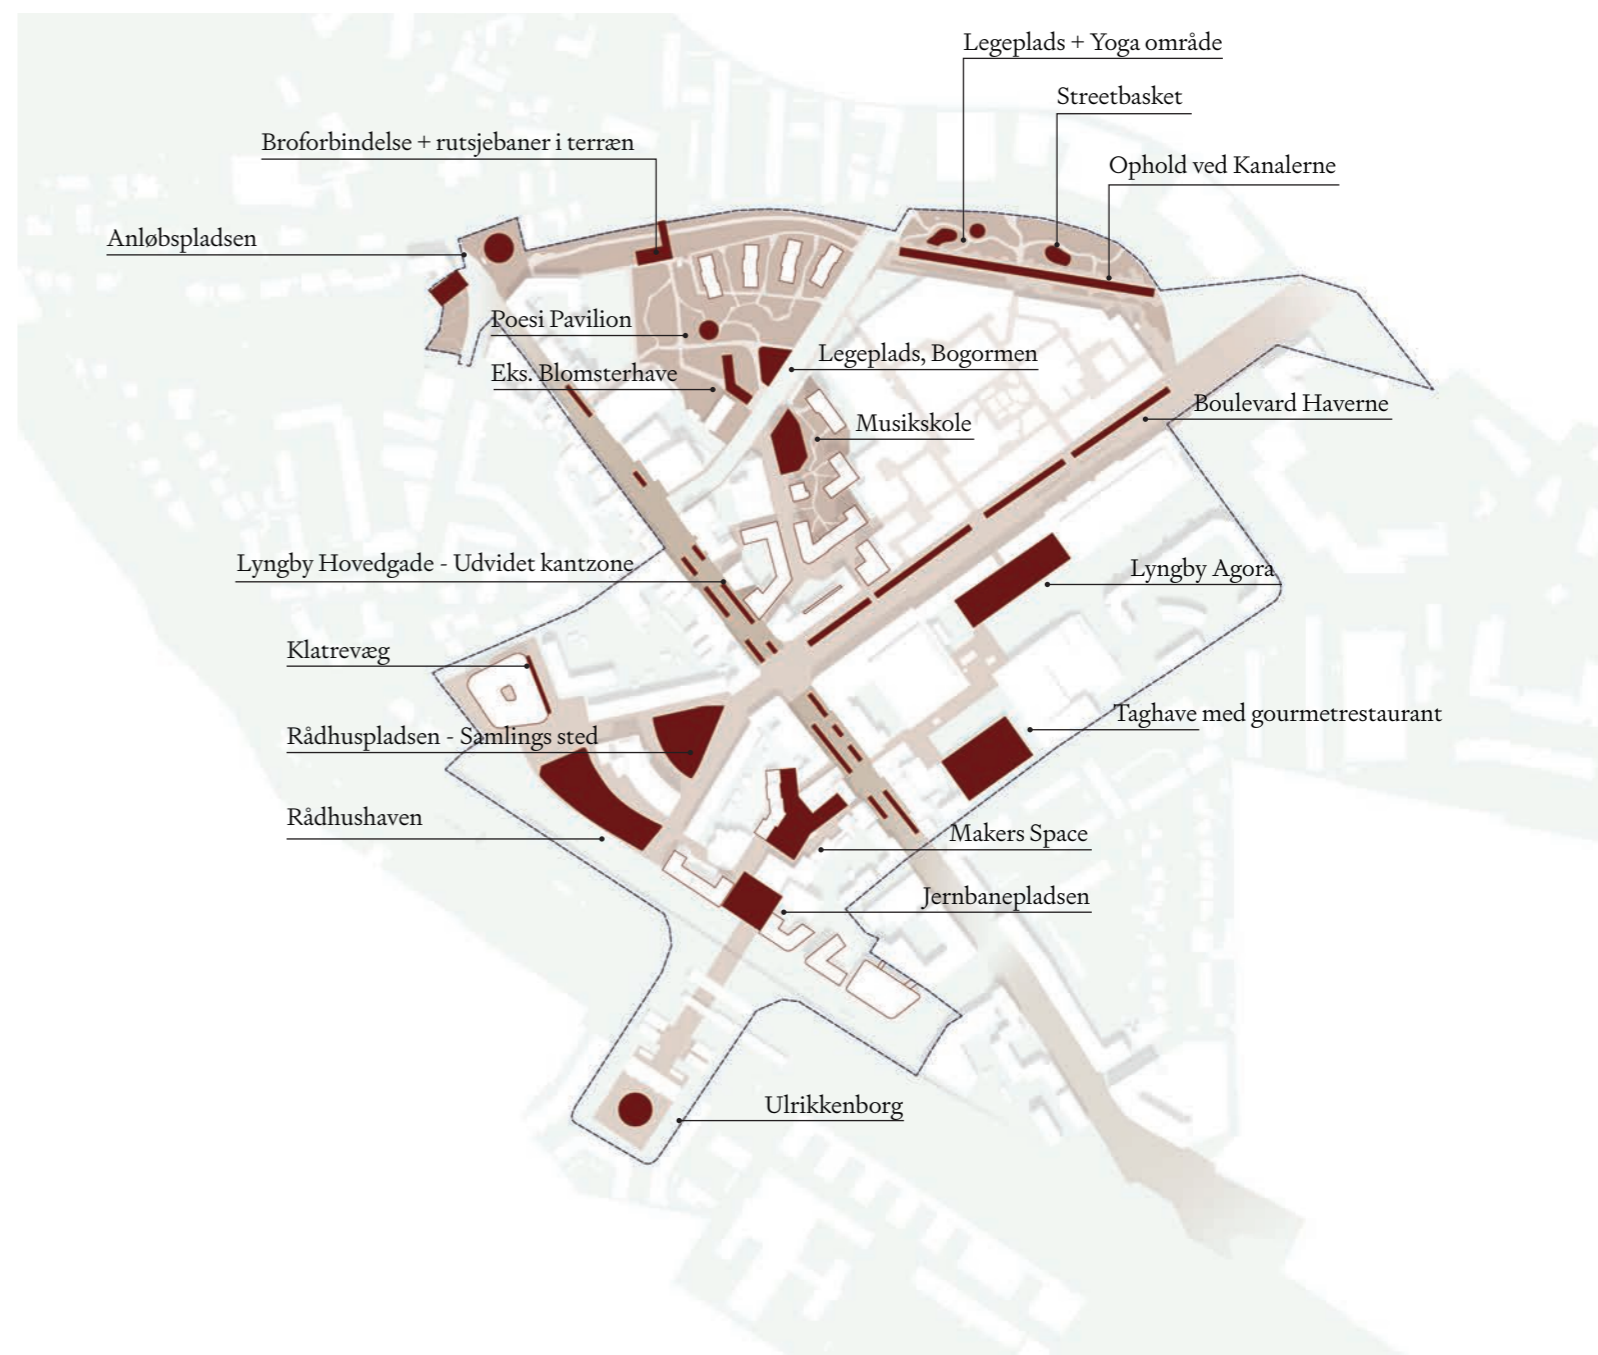 Legeplads + Yoga område
Streetbasket
Broforbindelse + rutsjebaner i terræn
Ophold ved Kanalerne
Anløbspladsen
Poesi Pavilion
Legeplads, Bogormen
Eks. Blomsterhave
Boulevard Haverne
Musikskole
Lyngby Hovedgade - Udvidet kantzone
Lyngby Agora
Klatrevæg
Taghave med gourmetrestaurant
Rådhuspladsen - Samlings sted
Rådhushaven
Makers Space
Jernbanepladsen
Ulrikkenborg